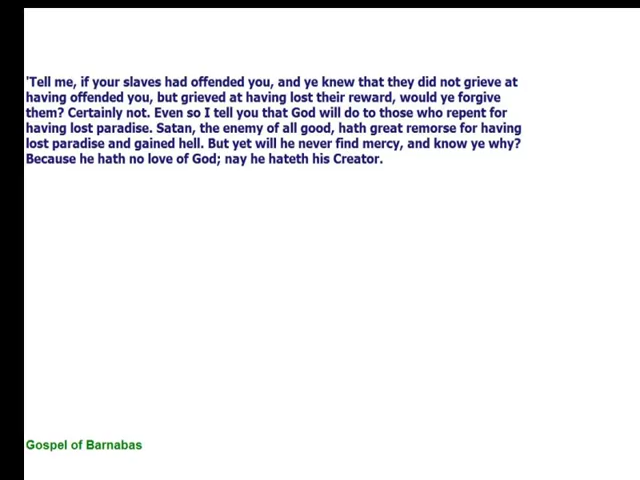 'Tell me, if your slaves had offended you, and ye knew that they did not grieve at
having offended you, but grieved at having lost their reward, would ye forgive
them? Certainly not. Even so I tell you that God will do to those who repent for
having lost paradise. Satan, the enemy of all good, hath great remorse for having
lost paradise and gained hell. But yet will he never find mercy, and know ye why?
Because he hath no love of God; nay he hateth his Creator.
Gospel of Barnabas